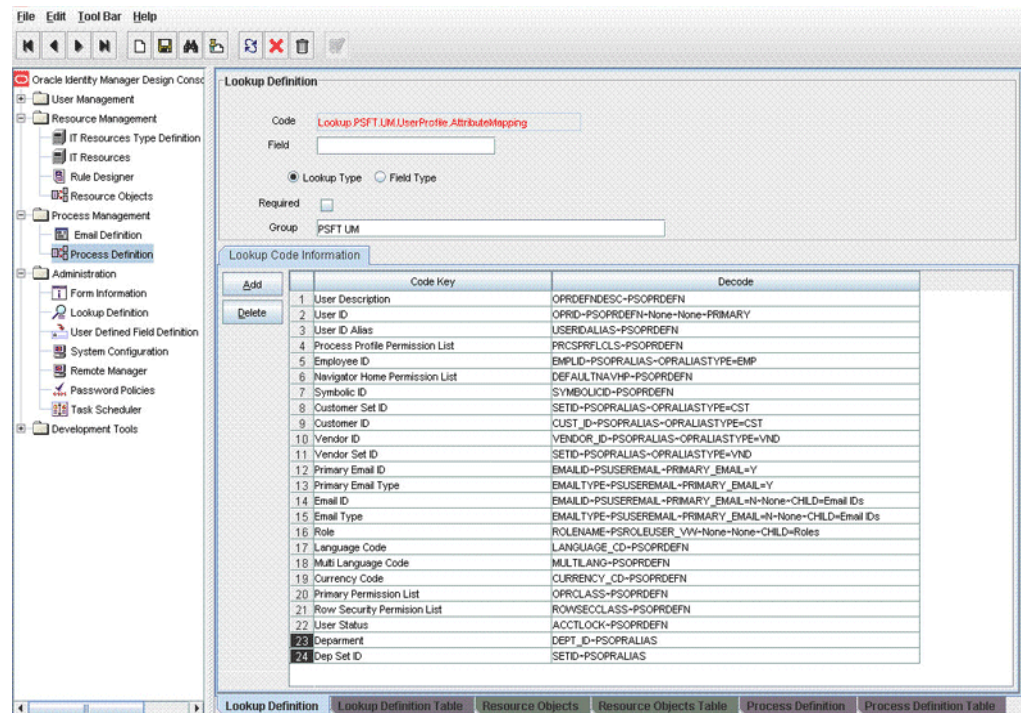 File Edit Tool Bar Help
Oracle Identity Manager Design Consc
User Management
Resource Management
IT Resources Type Definition
IT Resources
Rule Designer
Resource Objects
Process Management
Email Definition
Process Definition
Administration
Form Information
Lookup Definition
User Defined Field Definition
System Configuration
Remote Manager
Password Policies
Task Scheduler
Development Tools
Lookup Definition
Code Lookup.PSFT.UM.UserProfile.AttributeMapping
Field
Lookup Type Field Type
Required
Group PSFT UM
Lookup Code Information
Add
Delete
Code Key Decode
1 User Description OPRDEFNDESC~PSOPRDEFN
2 User ID OPRID~PSOPRDEFN~None~None~PRIMARY
3 User ID Alias USERIDALIAS~PSOPRDEFN
4 Process Profile Permission List PRCSPRFLCLS~PSOPRDEFN
5 Employee ID EMPLID~PSOPRALIAS~OPRALIASTYPE=EMP
6 Navigator Home Permission List DEFAULTNAVHP~PSOPRDEFN
7 Symbolic ID SYMBOLICID~PSOPRDEFN
8 Customer Set ID SETID~PSOPRALIAS~OPRALIASTYPE=CST
9 Customer ID CUST_ID~PSOPRALIAS~OPRALIASTYPE=CST
10 Vendor ID VENDOR_ID~PSOPRALIAS~OPRALIASTYPE=VND
11 Vendor Set ID SETID~PSOPRALIAS~OPRALIASTYPE=VND
12 Primary Email ID EMAILID~PSUSEREMAIL~PRIMARY_EMAIL=Y
13 Primary Email Type EMAILTYPE~PSUSEREMAIL~PRIMARY_EMAIL=Y
14 Email ID EMAILID~PSUSEREMAIL~PRIMARY_EMAIL=N~None~CHILD=Email IDs
15 Email Type EMAILTYPE~PSUSEREMAIL~PRIMARY_EMAIL=N~None~CHILD=Email IDs
16 Role ROLENAME~PSROLEUSER_VW~None~None~CHILD=Roles
17 Language Code LANGUAGE_CD~PSOPRDEFN
18 Multi Language Code MULTILANG~PSOPRDEFN
19 Currency Code CURRENCY_CD~PSOPRDEFN
20 Primary Permission List OPRCLASS~PSOPRDEFN
21 Row Security Permision List ROWSECCLASS~PSOPRDEFN
22 User Status ACCTLOCK~PSOPRDEFN
23 Deparment DEPT_ID~PSOPRALIAS
24 Dep Set ID SETID~PSOPRALIAS
Lookup Definition Lookup Definition Table Resource Objects Resource Objects Table Process Definition Process Definition Table